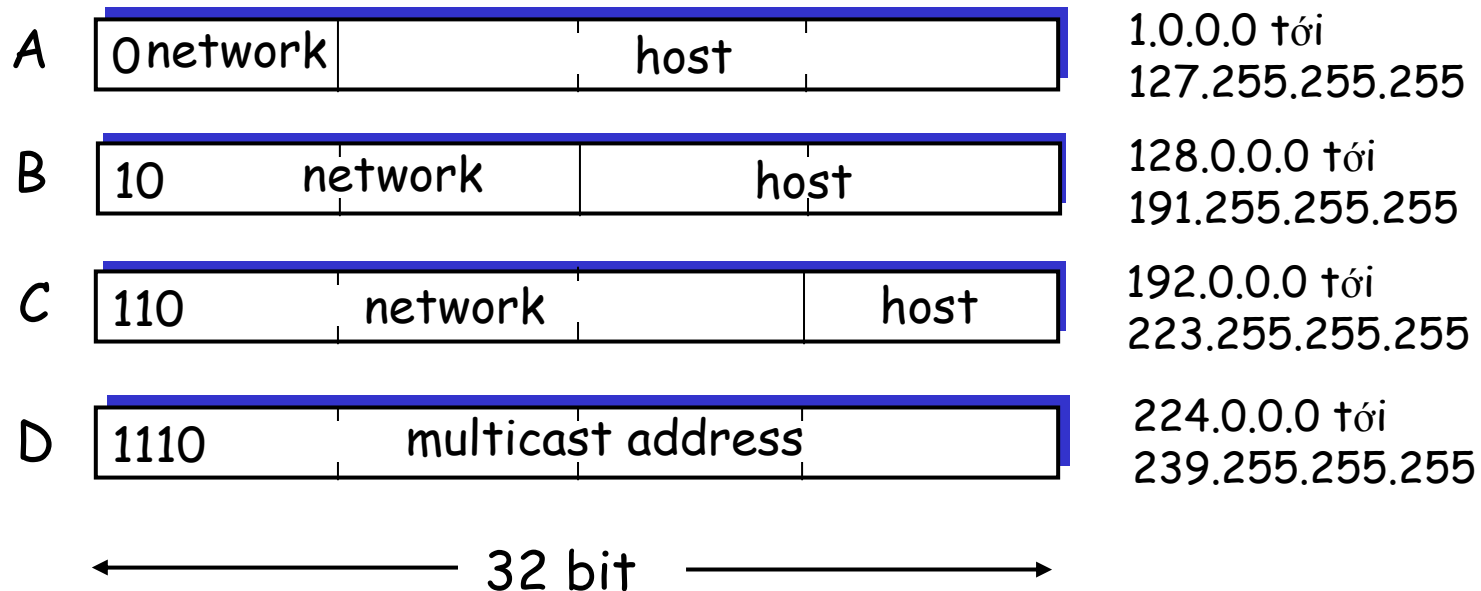 A 0 network host 1.0.0.0 tới
127.255.255.255
B 10 network host 128.0.0.0 tới
191.255.255.255
C 110 network host 192.0.0.0 tới
223.255.255.255
D 1110 multicast address 224.0.0.0 tới
239.255.255.255
32 bit